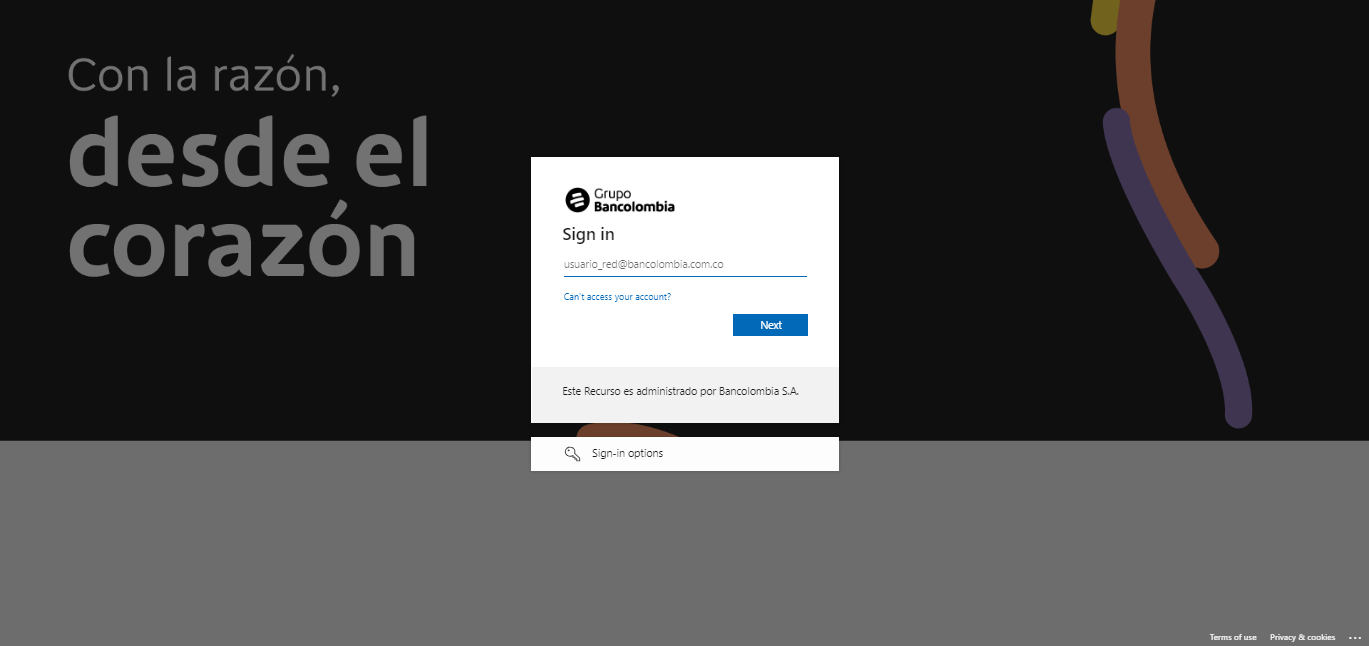 Con la razón,
desde el
corazón
Grupo
Bancolombia
Sign in
usuario_red@bancolombia.com.co
Can't access your account?
Next
Este Recurso es administrado por Bancolombia S.A.
Sign-in options
Terms of use Privacy & cookies ...